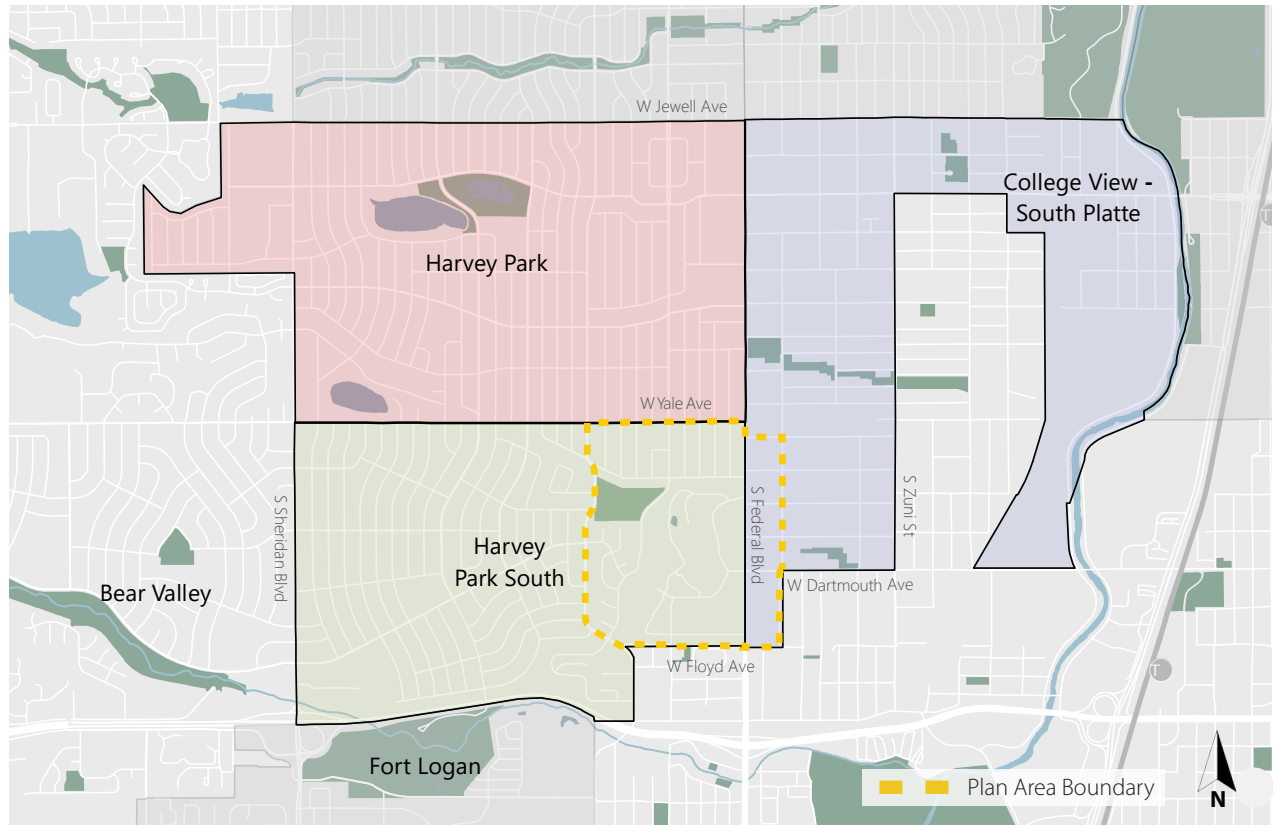 W Jewell Ave
College View -
South Platte
Harvey Park
W Yale Ave
S Sheridan Blvd
S Federal Blvd
S Zuni St
Harvey
Park South
Bear Valley
W Dartmouth Ave
W Floyd Ave
T
T
Fort Logan
Plan Area Boundary
N